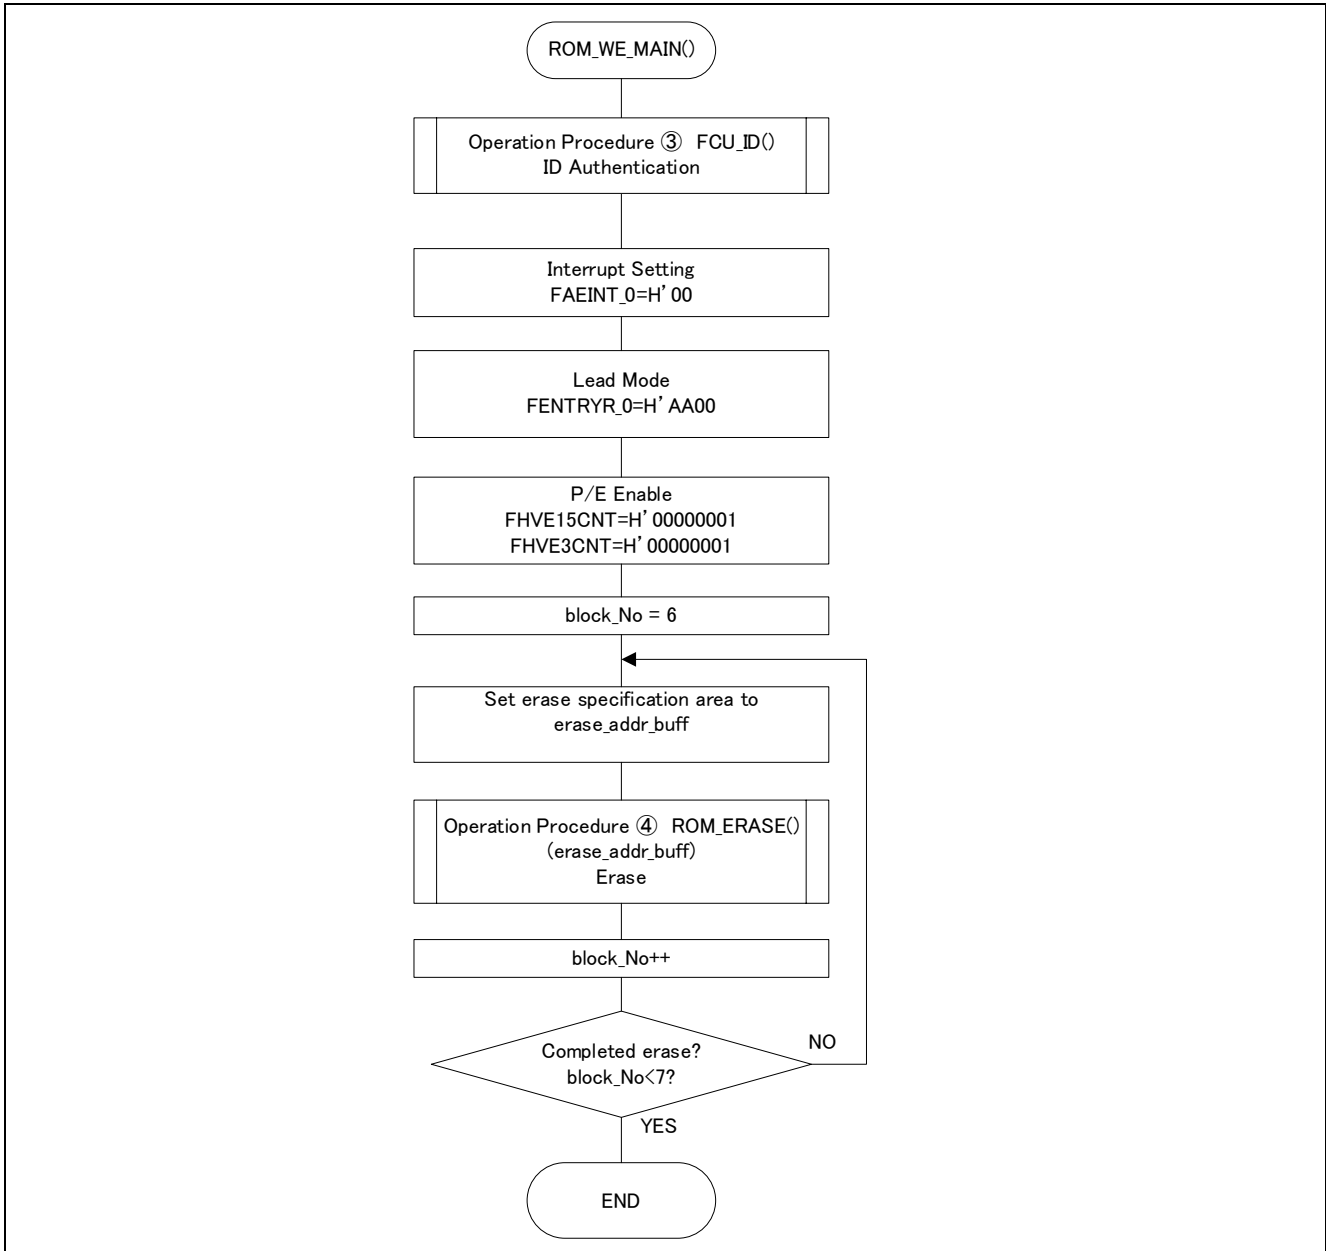 ROM_WE_MAIN()
Operation Procedure ③ FCU_ID()
ID Authentication
Interrupt Setting
FAEINT_0=H'00
Lead Mode
FENTRYR_0=H'AA00
P/E Enable
FHVE15CNT=H'00000001
FHVE3CNT=H'00000001
block_No = 6
Set erase specification area to
erase_addr_buff
Operation Procedure ④ ROM_ERASE()
(erase_addr_buff)
Erase
block_No++
Completed erase?
block_No<7?
NO
YES
END